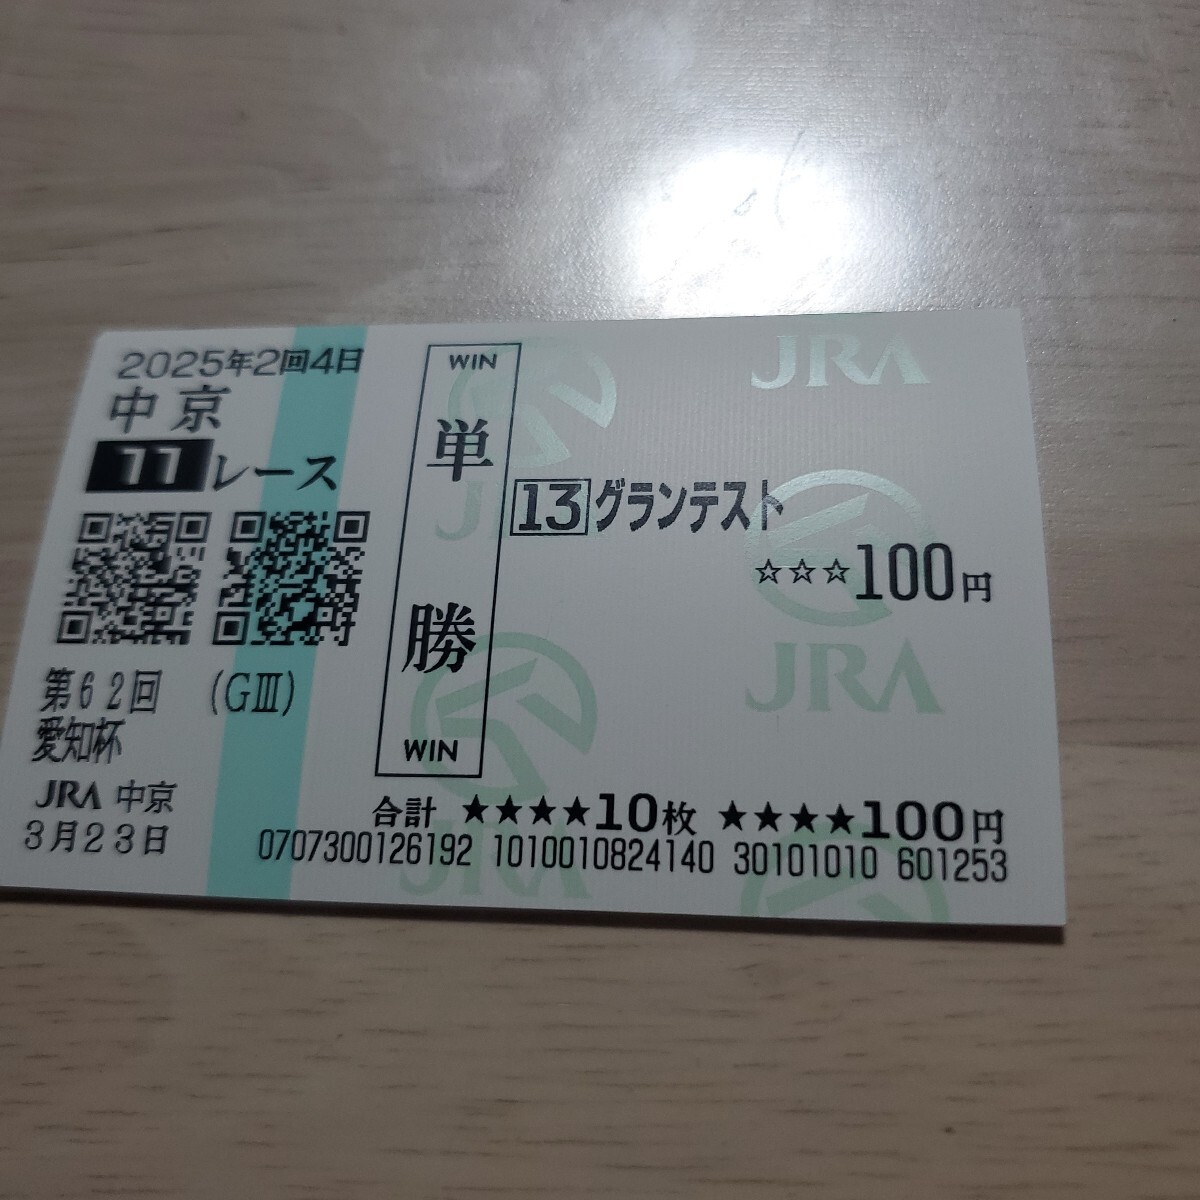 2025年2回4日
中京
11レース
第62回 (GⅢ)
愛知杯
JRA 中京
3月23日
WIN
単勝
WIN
JRA
13グランテスト
☆☆☆100円
JRA
合計 ★★★★10枚 ★★★★100円
0707300126192 1010010824140 30101010 601253